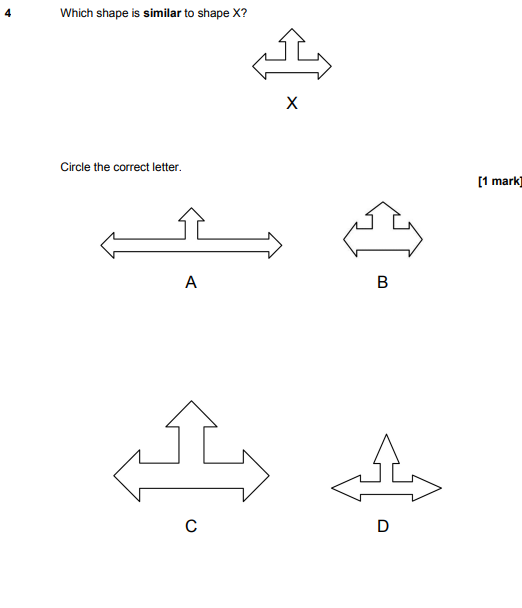 4 Which shape is similar to shape X?
X
Circle the correct letter.
[1 mark]
A B
C D